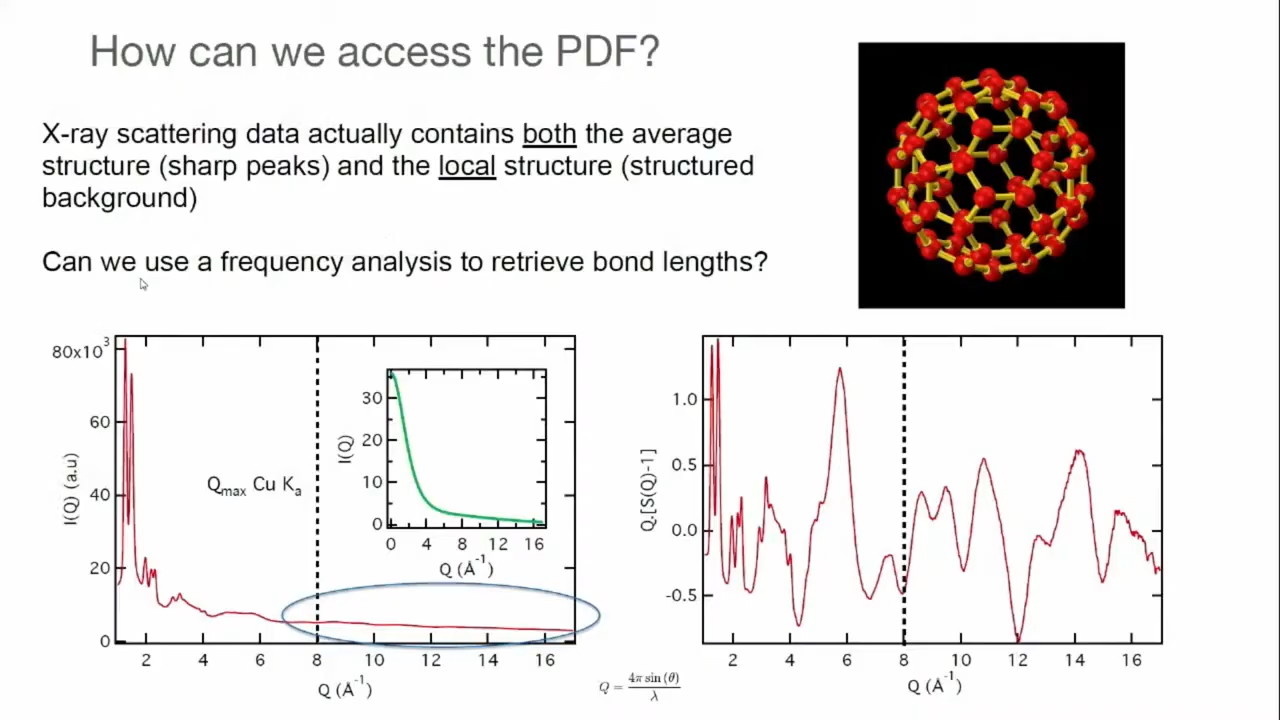 How can we access the PDF?
X-ray scattering data actually contains both the average
structure (sharp peaks) and the local structure (structured
background)
Can we use a frequency analysis to retrieve bond lengths?
80x10³
60
40
20
0
I(Q) (a.u)
2 4 6 8 10 12 14 16
Q (Å⁻¹)
Qmax Cu Ka
30
20
10
0
I(Q)
0 4 8 12 16
Q (Å⁻¹)
Q = 4π sin (θ) / λ
1.0
0.5
0.0
-0.5
Q.[S(Q)-1]
2 4 6 8 10 12 14 16
Q (Å⁻¹)